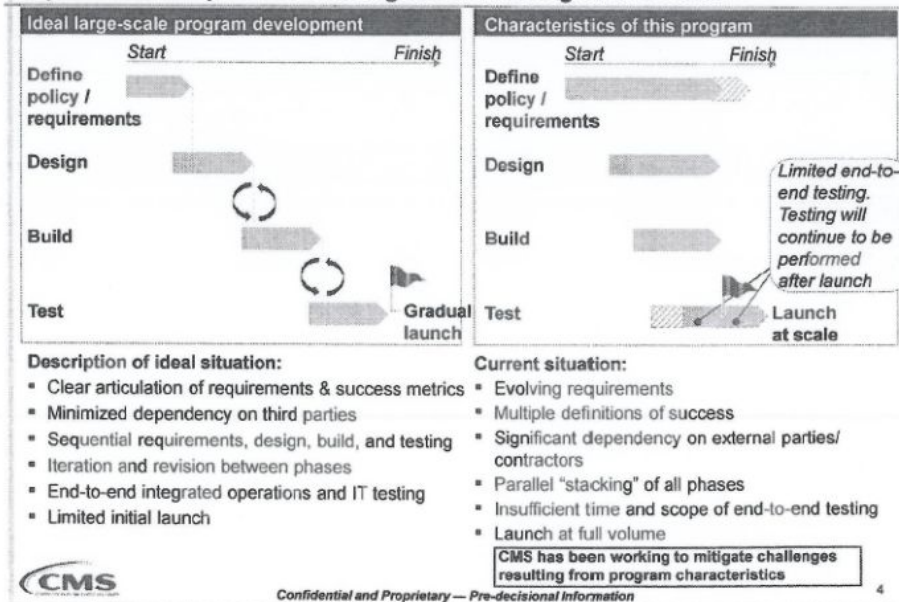 Ideal large-scale program development
Start
Finish
Define
policy /
requirements
Design
Build
Test
Gradual
launch
Description of ideal situation:
▪ Clear articulation of requirements & success metrics
▪ Minimized dependency on third parties
▪ Sequential requirements, design, build, and testing
▪ Iteration and revision between phases
▪ End-to-end integrated operations and IT testing
▪ Limited initial launch
Characteristics of this program
Start
Finish
Define
policy /
requirements
Design
Build
Test
Limited end-to-
end testing.
Testing will
continue to be
performed
after launch
Launch
at scale
Current situation:
▪ Evolving requirements
▪ Multiple definitions of success
▪ Significant dependency on external parties/
contractors
▪ Parallel "stacking" of all phases
▪ Insufficient time and scope of end-to-end testing
▪ Launch at full volume
CMS has been working to mitigate challenges
resulting from program characteristics
CMS
Confidential and Proprietary — Pre-decisional Information
4